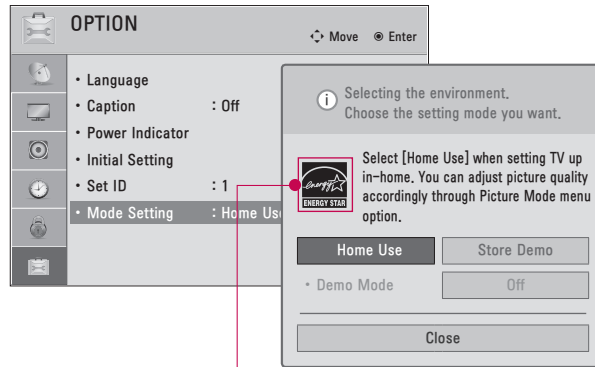 OPTION
Move Enter
• Language
• Caption : Off
• Power Indicator
• Initial Setting
• Set ID : 1
• Mode Setting : Home Use
i
Selecting the environment.
Choose the setting mode you want.
energy
ENERGY STAR
Select [Home Use] when setting TV up
in-home. You can adjust picture quality
accordingly through Picture Mode menu
option.
Home Use Store Demo
• Demo Mode Off
Close